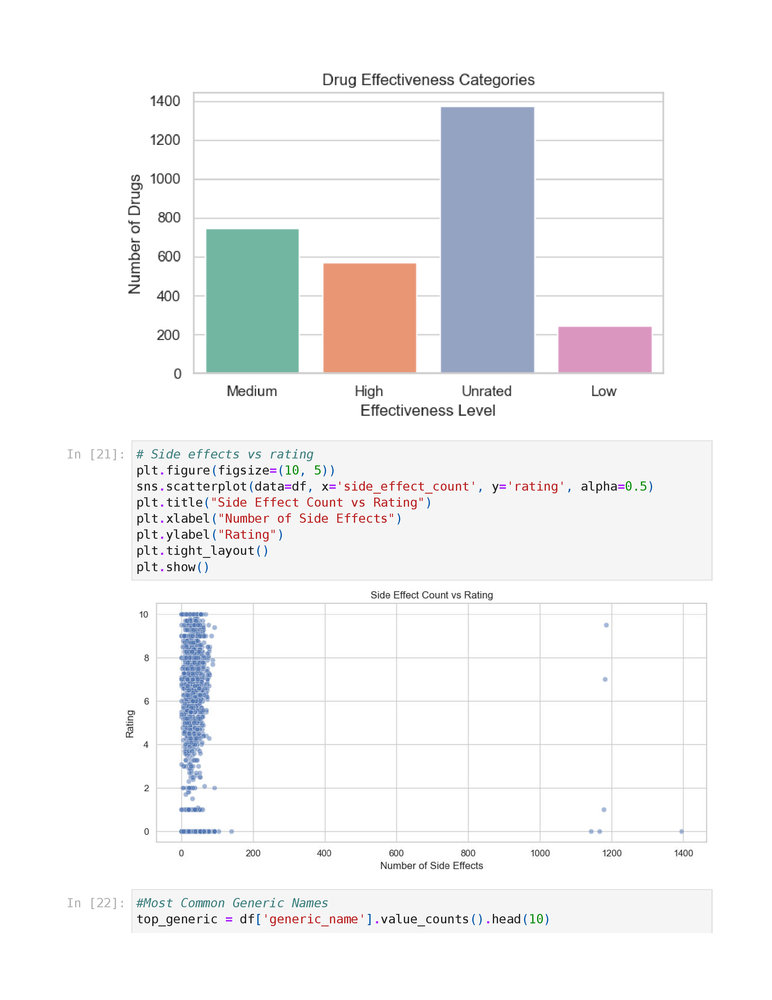 Drug Effectiveness Categories
1400
1200
1000
800
600
400
200
0
Number of Drugs
Medium High Unrated Low
Effectiveness Level
In [21]:
# Side effects vs rating
plt.figure(figsize=(10, 5))
sns.scatterplot(data=df, x='side_effect_count', y='rating', alpha=0.5)
plt.title("Side Effect Count vs Rating")
plt.xlabel("Number of Side Effects")
plt.ylabel("Rating")
plt.tight_layout()
plt.show()
Side Effect Count vs Rating
10
8
6
4
2
0
Rating
0 200 400 600 800 1000 1200 1400
Number of Side Effects
In [22]:
#Most Common Generic Names
top_generic = df['generic_name'].value_counts().head(10)